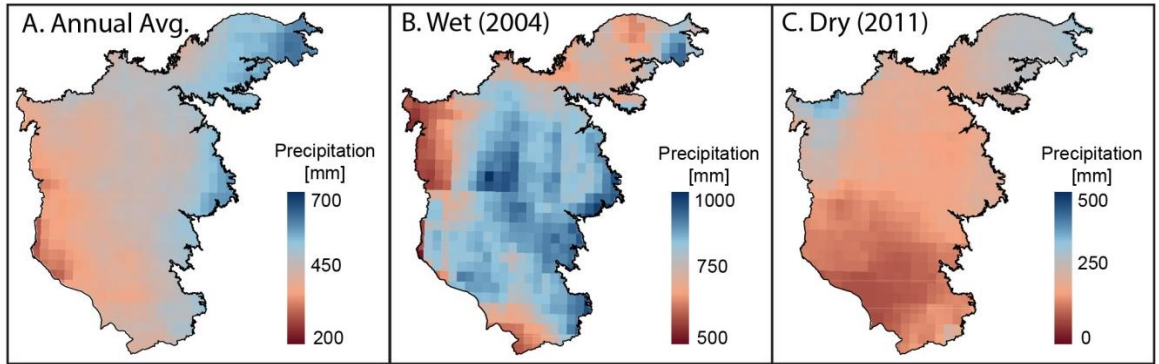 A. Annual Avg.
Precipitation
[mm]
700
450
200
B. Wet (2004)
Precipitation
[mm]
1000
750
500
C. Dry (2011)
Precipitation
[mm]
500
250
0